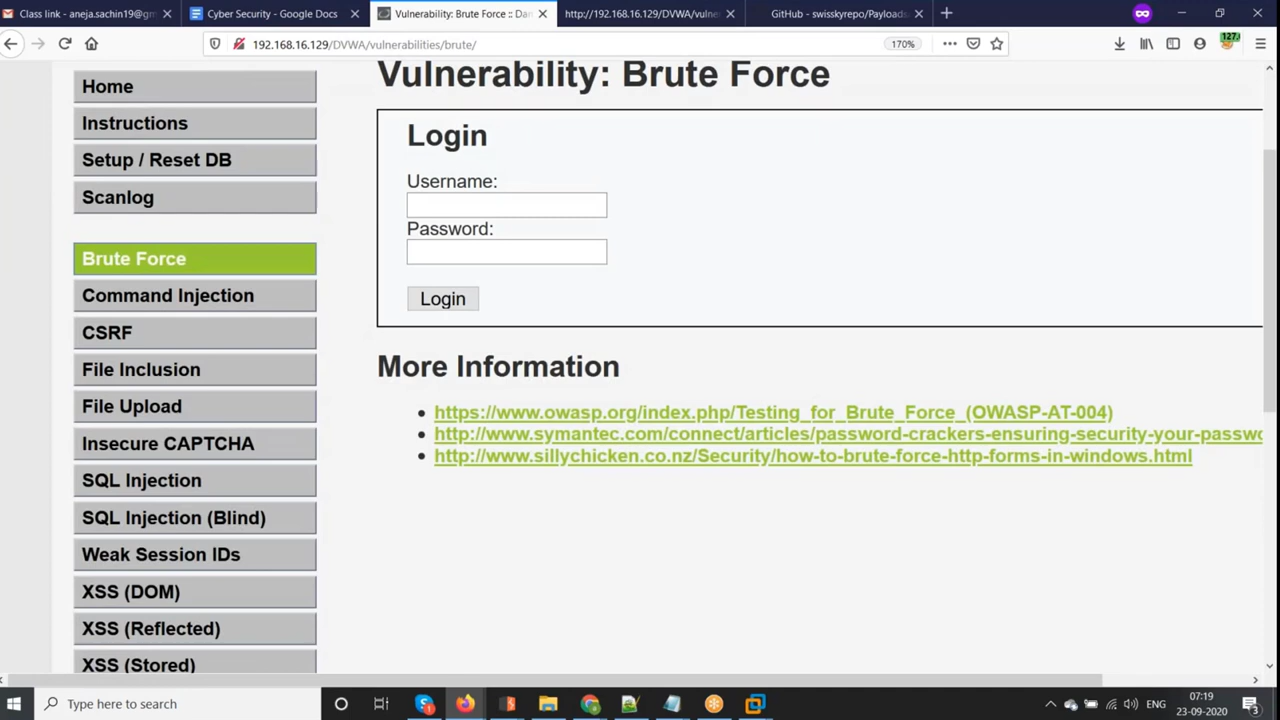 Class link - aneja.sachin19@gm
Cyber Security - Google Docs
Vulnerability: Brute Force :: Dam
http://192.168.16.129/DVWA/vulner
GitHub - swisskyrepo/Payloads
192.168.16.129/DVWA/vulnerabilities/brute/
170%
127
Home
Instructions
Setup / Reset DB
Scanlog
Brute Force
Command Injection
CSRF
File Inclusion
File Upload
Insecure CAPTCHA
SQL Injection
SQL Injection (Blind)
Weak Session IDs
XSS (DOM)
XSS (Reflected)
XSS (Stored)
Vulnerability: Brute Force
Login
Username:
Password:
Login
More Information
https://www.owasp.org/index.php/Testing_for_Brute_Force_(OWASP-AT-004)
http://www.symantec.com/connect/articles/password-crackers-ensuring-security-your-passwo
http://www.sillychicken.co.nz/Security/how-to-brute-force-http-forms-in-windows.html
Type here to search
ENG
07:19
23-09-2020
3